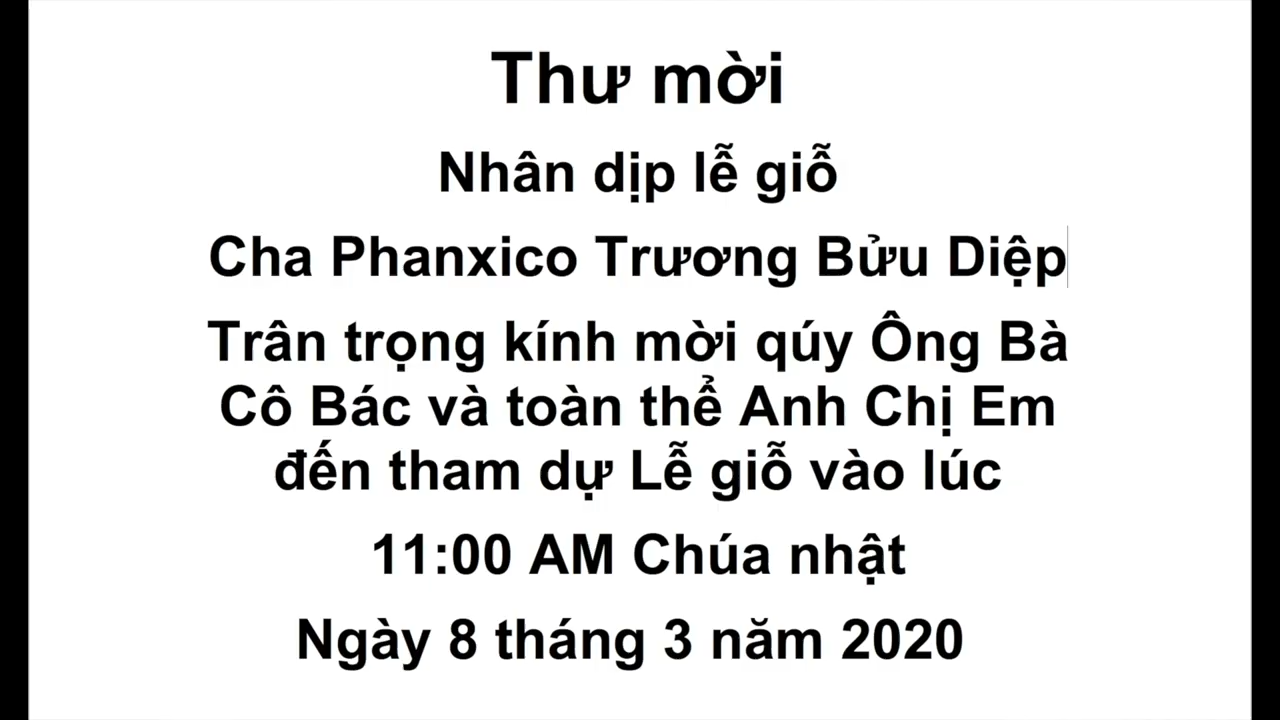 Thư mời
Nhân dịp lễ giỗ
Cha Phanxico Trương Bửu Diệp
Trân trọng kính mời qúy Ông Bà
Cô Bác và toàn thể Anh Chị Em
đến tham dự Lễ giỗ vào lúc
11:00 AM Chúa nhật
Ngày 8 tháng 3 năm 2020